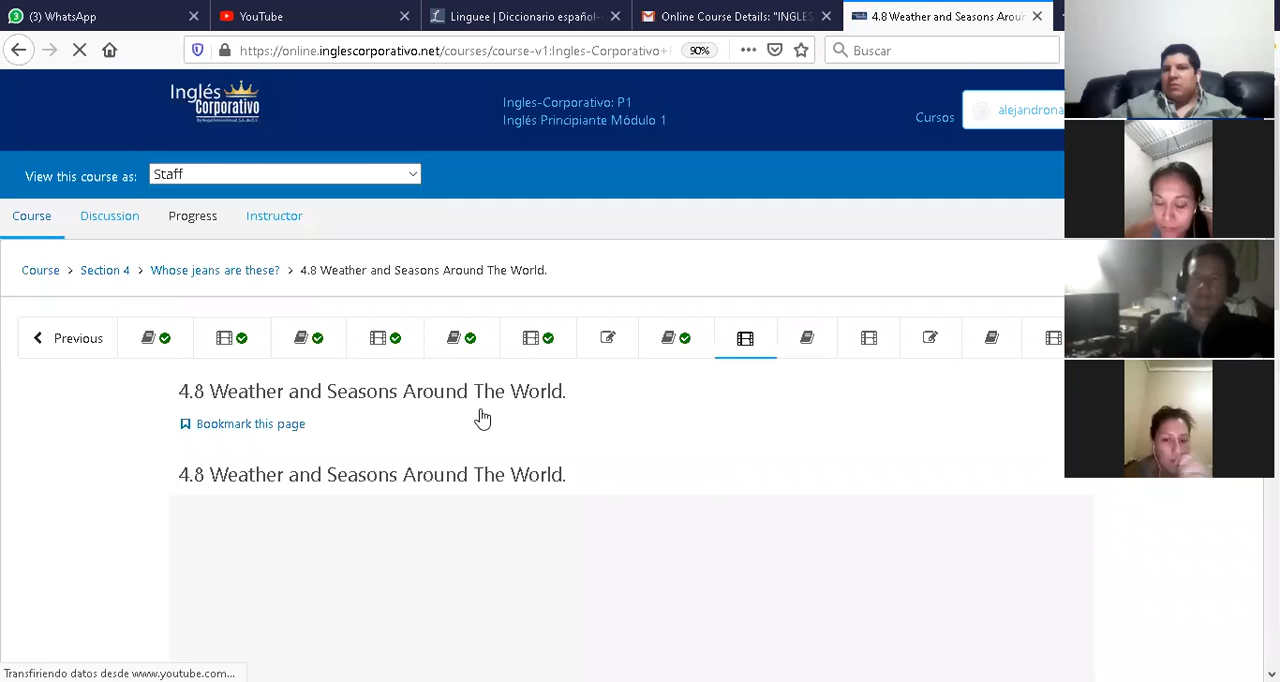 (3) WhatsApp
YouTube
Linguee | Diccionario español-
Online Course Details: "INGLES
4.8 Weather and Seasons Arour
https://online.inglescorporativo.net/courses/course-v1:Ingles-Corporativo+F
90%
Buscar
Inglés
Corporativo
Ingles-Corporativo: P1
Inglés Principiante Módulo 1
Cursos
alejandrona
View this course as:
Staff
Course
Discussion
Progress
Instructor
Course > Section 4 > Whose jeans are these? > 4.8 Weather and Seasons Around The World.
Previous
4.8 Weather and Seasons Around The World.
Bookmark this page
4.8 Weather and Seasons Around The World.
Transfiriendo datos desde www.youtube.com...